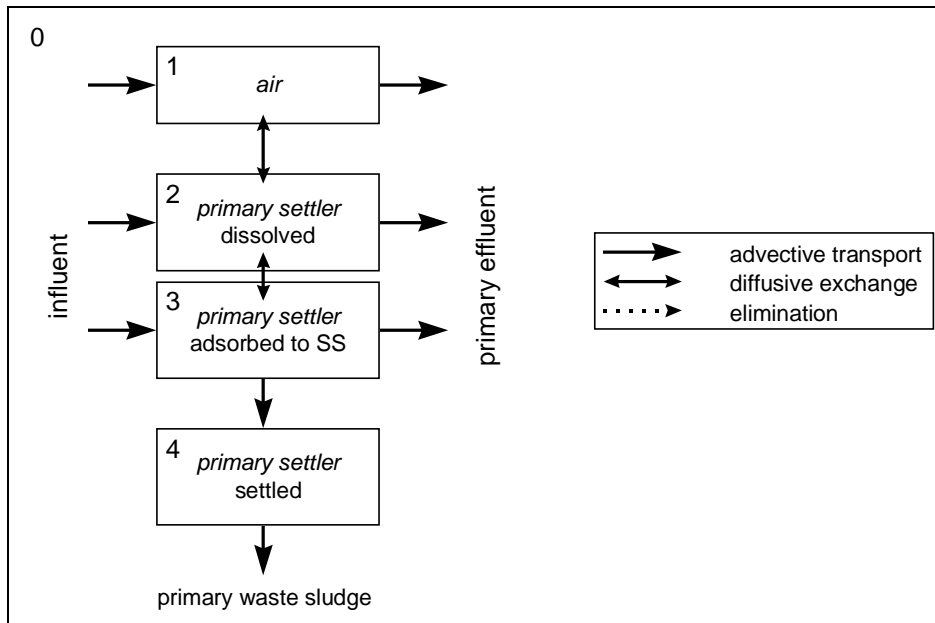 0
1
air
2
primary settler
dissolved
3
primary settler
adsorbed to SS
4
primary settler
settled
primary waste sludge
influent
primary effluent
advective transport
diffusive exchange
elimination